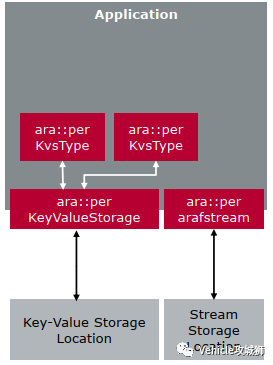 Application
ara::per
KvsType
ara::per
KvsType
ara::per
KeyValueStorage
ara::per
arafstream
Key-Value Storage
Location
Stream
Storage
Location
Vehicle攻城狮